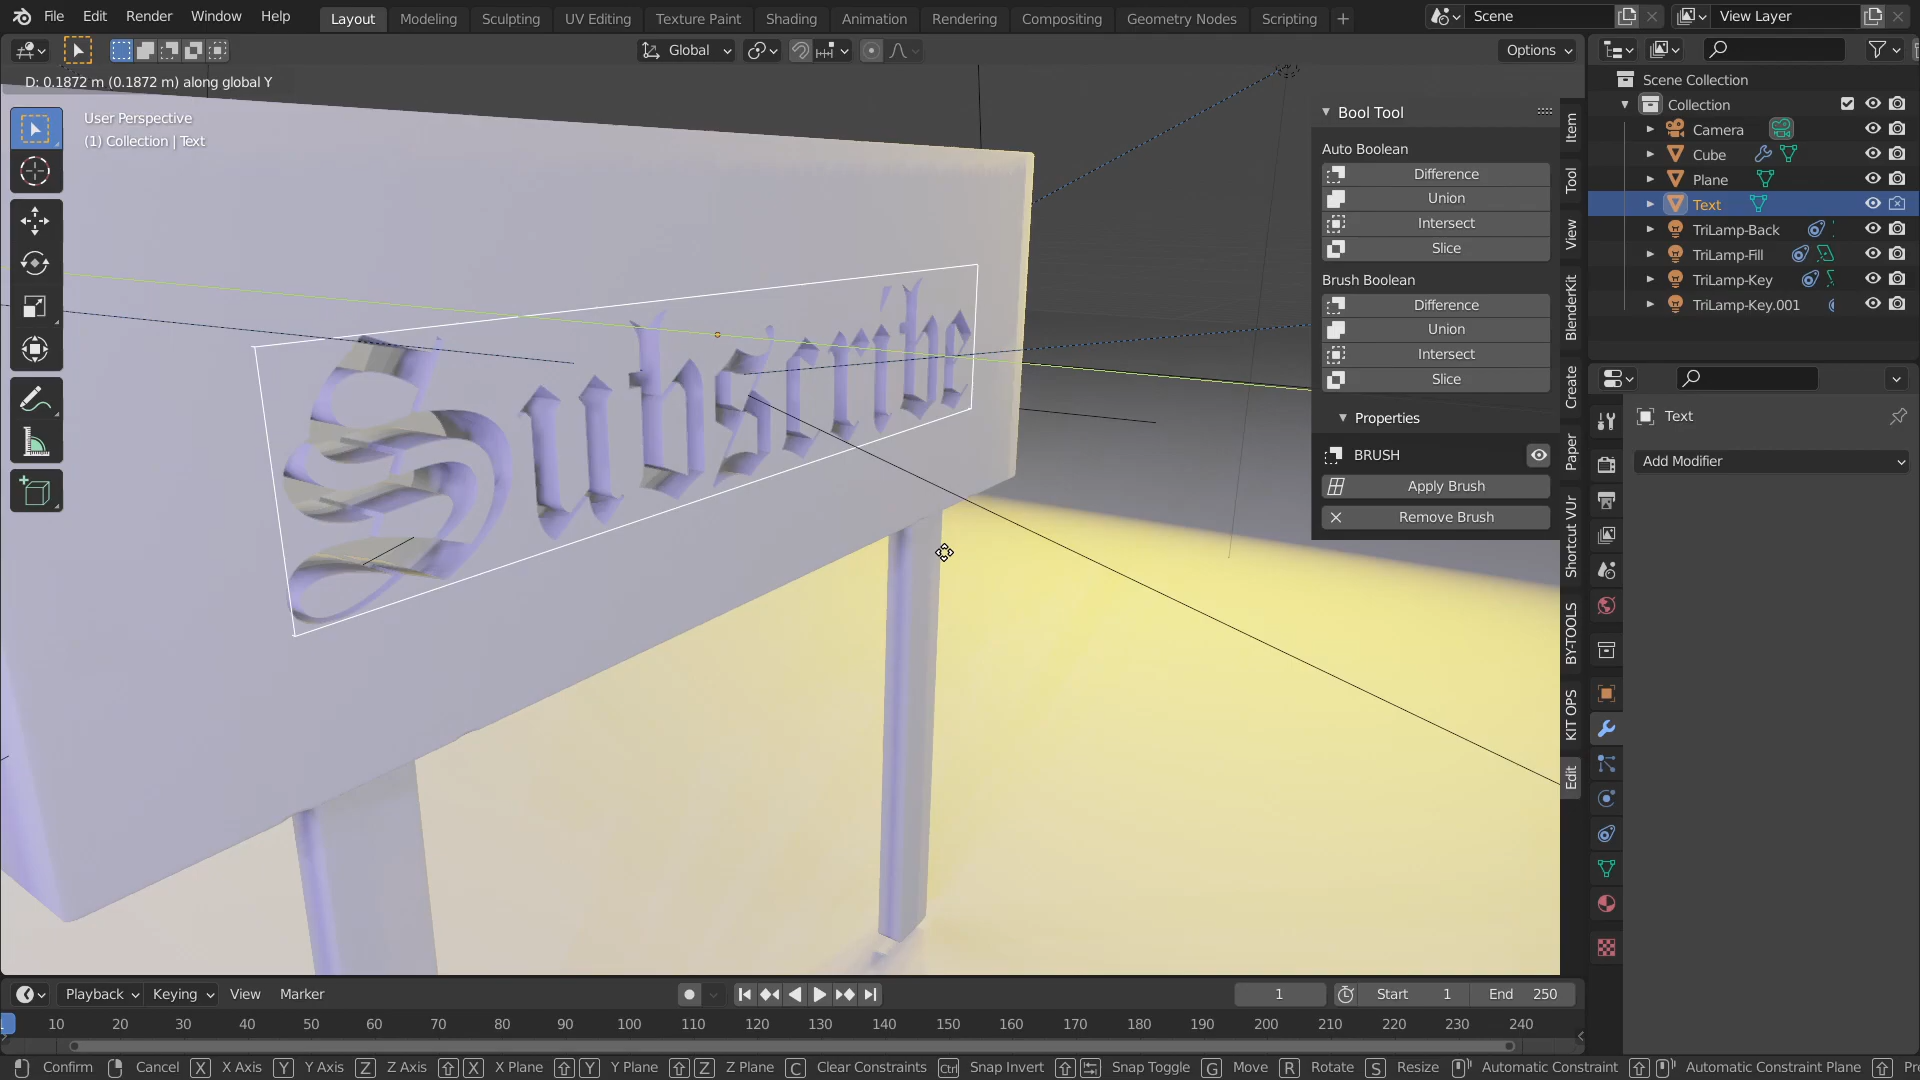 File Edit Render Window Help Layout Modeling Sculpting UV Editing Texture Paint Shading Animation Rendering Compositing Geometry Nodes Scripting + Scene View Layer
Global Options
D: 0.1872 m (0.1872 m) along global Y
User Perspective
(1) Collection | Text
Subscribe
Bool Tool
Auto Boolean
Difference
Union
Intersect
Slice
Brush Boolean
Difference
Union
Intersect
Slice
Properties
BRUSH
Apply Brush
Remove Brush
Item
Tool
View
BlenderKit
Create
Paper
Shortcut VUr
BY-TOOLS
KIT OPS
Edit
Scene Collection
Collection
Camera
Cube
Plane
Text
TriLamp-Back
TriLamp-Fill
TriLamp-Key
TriLamp-Key.001
Text
Add Modifier
Playback Keying View Marker 1 Start 1 End 250
10 20 30 40 50 60 70 80 90 100 110 120 130 140 150 160 170 180 190 200 210 220 230 240
Confirm Cancel X X Axis Y Y Axis Z Z Axis X X Plane Y Y Plane Z Z Plane C Clear Constraints Ctrl Snap Invert Snap Toggle G Move R Rotate S Resize Automatic Constraint Automatic Constraint Plane